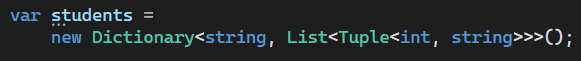 var students =
    new Dictionary<string, List<Tuple<int, string>>>();